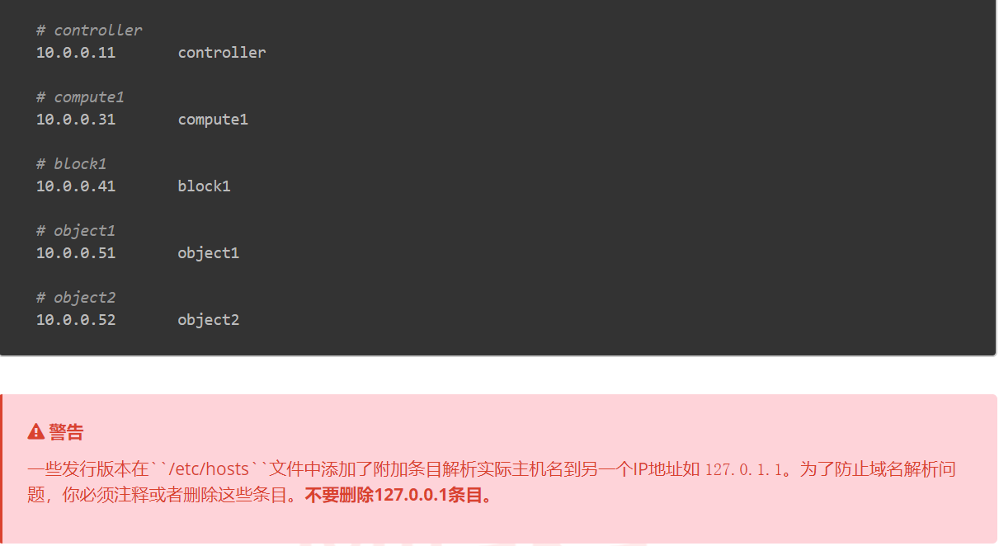 # controller
10.0.0.11       controller
# compute1
10.0.0.31       compute1
# block1
10.0.0.41       block1
# object1
10.0.0.51       object1
# object2
10.0.0.52       object2
警告
一些发行版本在``/etc/hosts``文件中添加了附加条目解析实际主机名到另一个IP地址如 127.0.1.1。为了防止域名解析问
题，你必须注释或者删除这些条目。不要删除127.0.0.1条目。